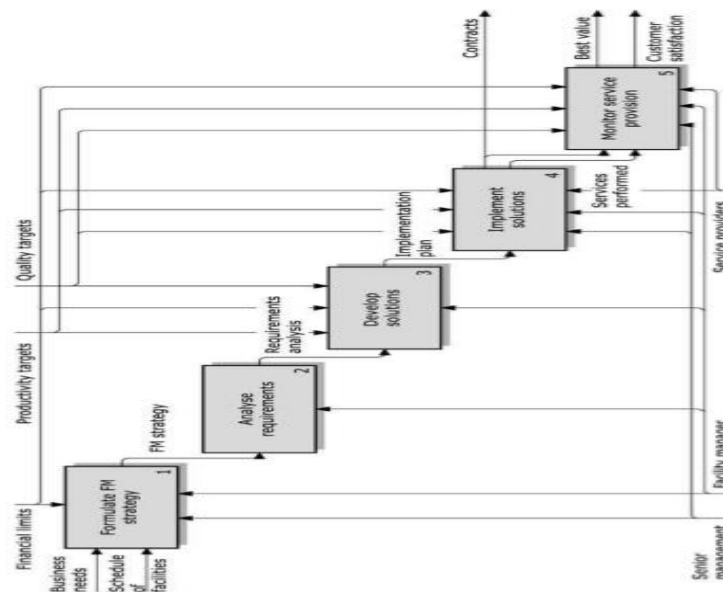 Financial limits
Productivity targets
Quality targets
Business
needs
Schedule
of
facilities
Formulate FM
strategy
1
FM strategy
Analyse
requirements
2
Requirements
analysis
Develop
solutions
3
Implementation
plan
Implement
solutions
4
Contracts
Services
performed
Monitor service
provision
5
Best value
Customer
satisfaction
Senior
management
Facility manager
Service providers